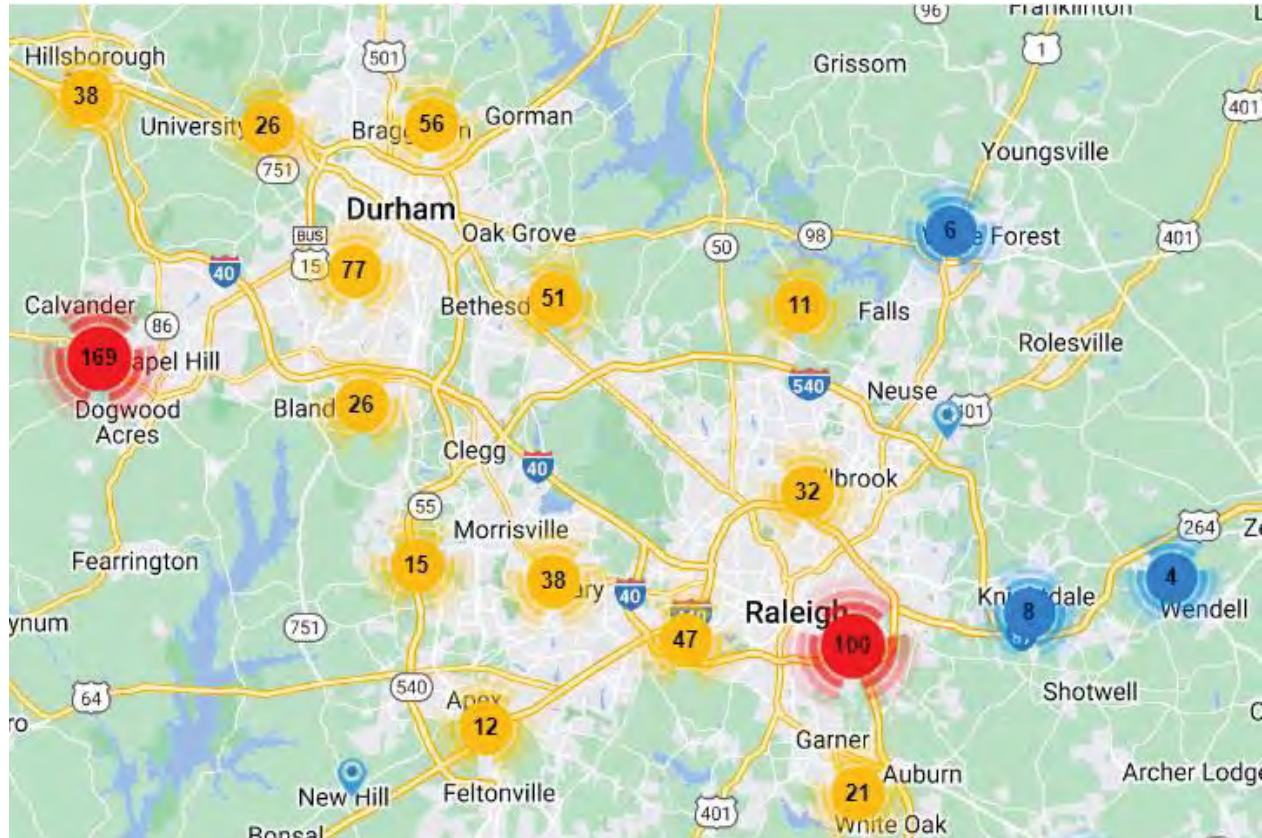 96
Franklinton
Hillsborough
501
1
Grissom
38
401
University
26
56
Gorman
751
Youngsville
Durham
BUS
15
Oak Grove
50
98
6
Forest
401
40
77
Calvander
Bethesd
51
11
Falls
86
169
apel Hill
Rolesville
540
Neuse
Dogwood
Acres
Bland
26
401
Clegg
40
32
lbrook
55
Morrisville
264
Fearrington
15
38
ary
40
4
Wendell
Kni
dale
8
ynum
751
47
Raleigh
100
540
64
Shotwell
Apex
12
Garner
Auburn
Archer Lodge
New Hill
Feltonville
21
401
White Oak
Bonsal